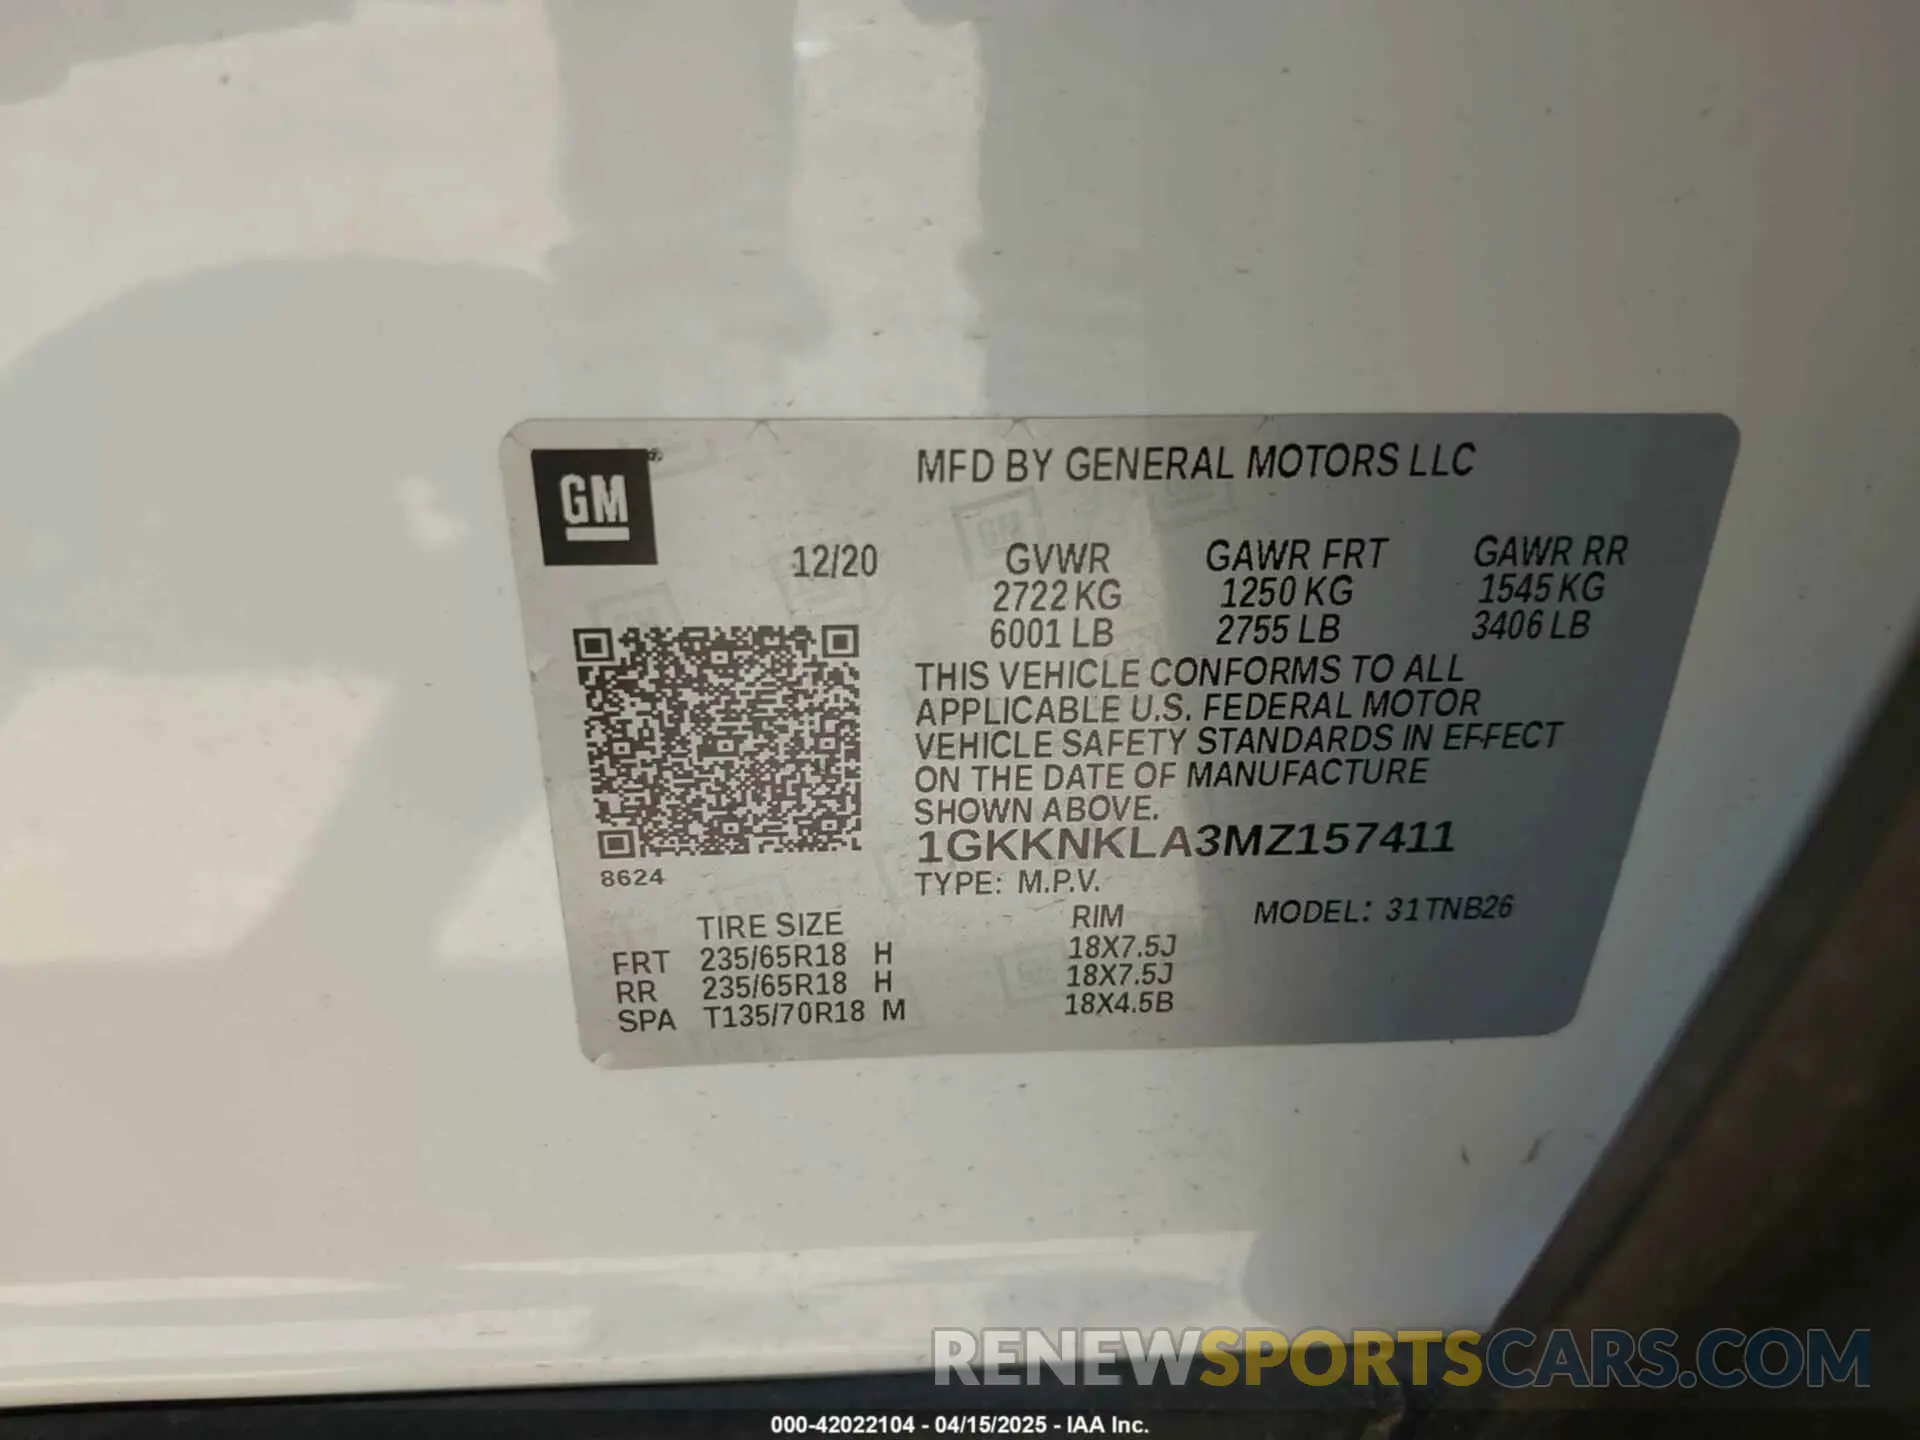 GM®
MFD BY GENERAL MOTORS LLC
12/20
GVWR GAWR FRT GAWR RR
2722 KG 1250 KG 1545 KG
6001 LB 2755 LB 3406 LB
THIS VEHICLE CONFORMS TO ALL
APPLICABLE U.S. FEDERAL MOTOR
VEHICLE SAFETY STANDARDS IN EFFECT
ON THE DATE OF MANUFACTURE
SHOWN ABOVE.
1GKKNKLA3MZ157411
8624
TYPE: M.P.V.
MODEL: 31TNB26
TIRE SIZE RIM
FRT 235/65R18 H 18X7.5J
RR 235/65R18 H 18X7.5J
SPA T135/70R18 M 18X4.5B
RENEWSPORTSCARS.COM
000-42022104 - 04/15/2025 - IAA Inc.